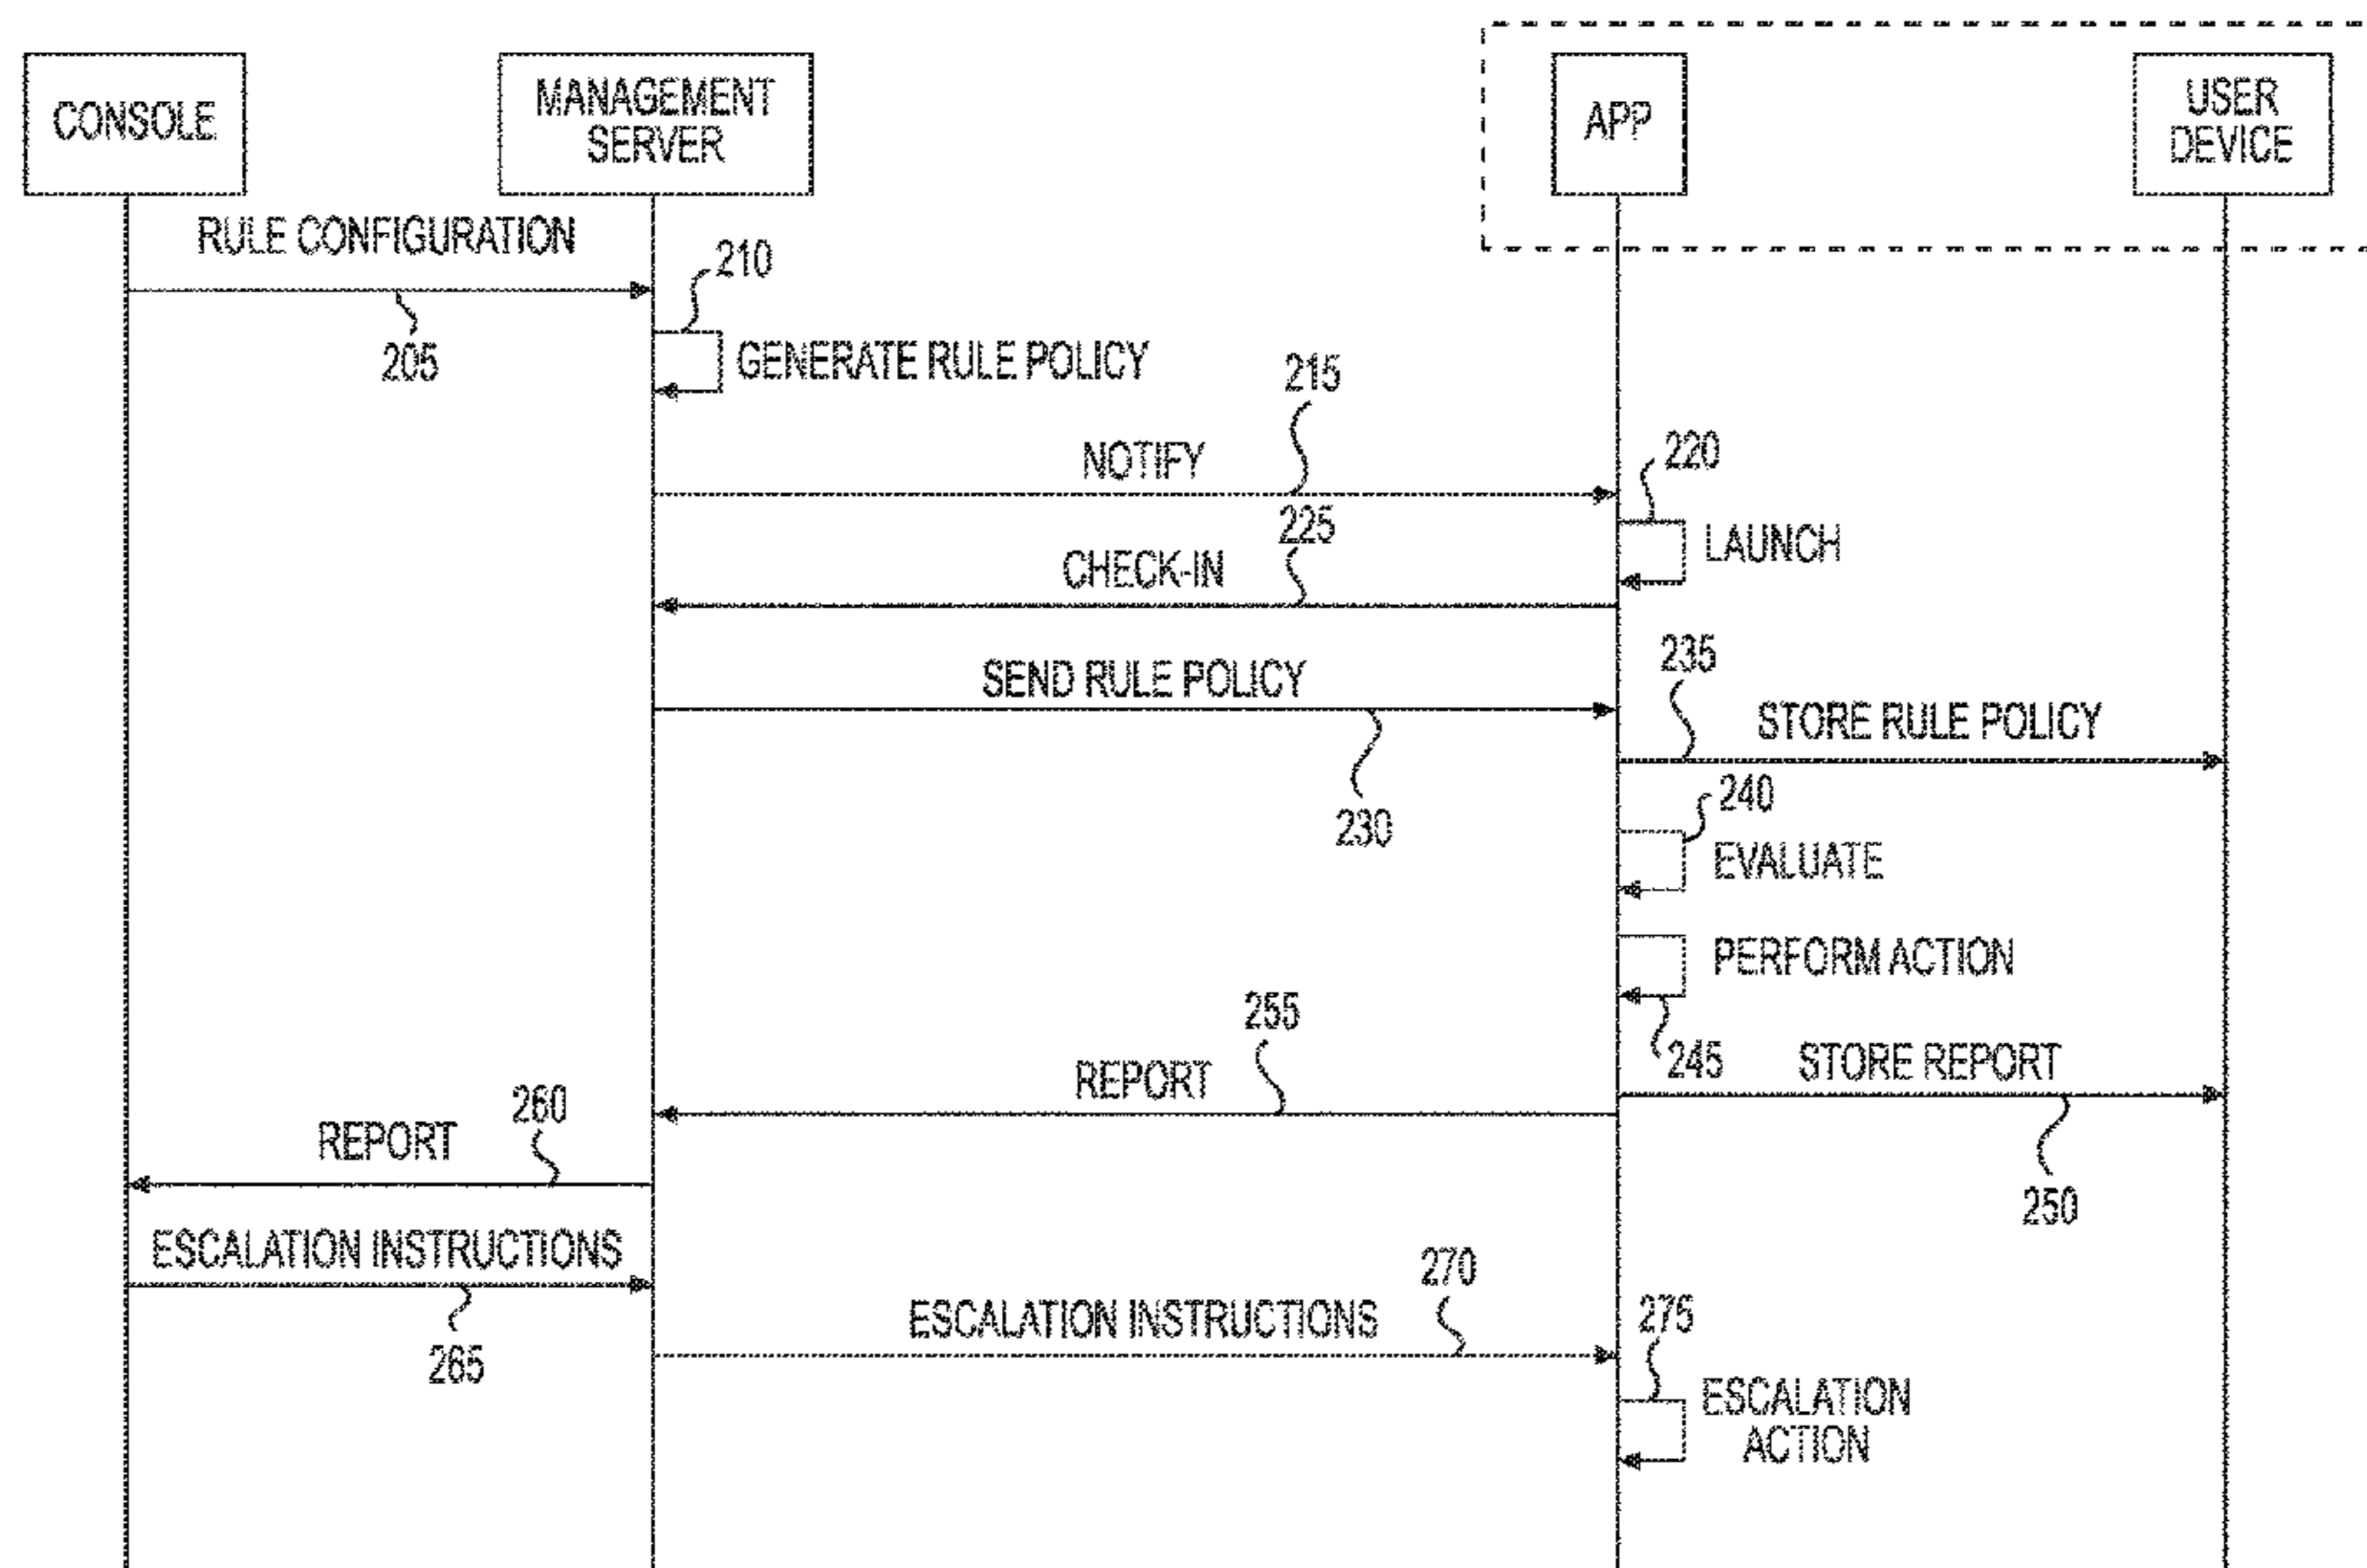 CONSOLE
MANAGEMENT
SERVER
APP
USER
DEVICE
RULE CONFIGURATION
205
210
GENERATE RULE POLICY
215
NOTIFY
220
LAUNCH
225
CHECK-IN
SEND RULE POLICY
230
235
STORE RULE POLICY
240
EVALUATE
PERFORM ACTION
245
STORE REPORT
250
255
REPORT
260
REPORT
ESCALATION INSTRUCTIONS
265
270
ESCALATION INSTRUCTIONS
275
ESCALATION
ACTION